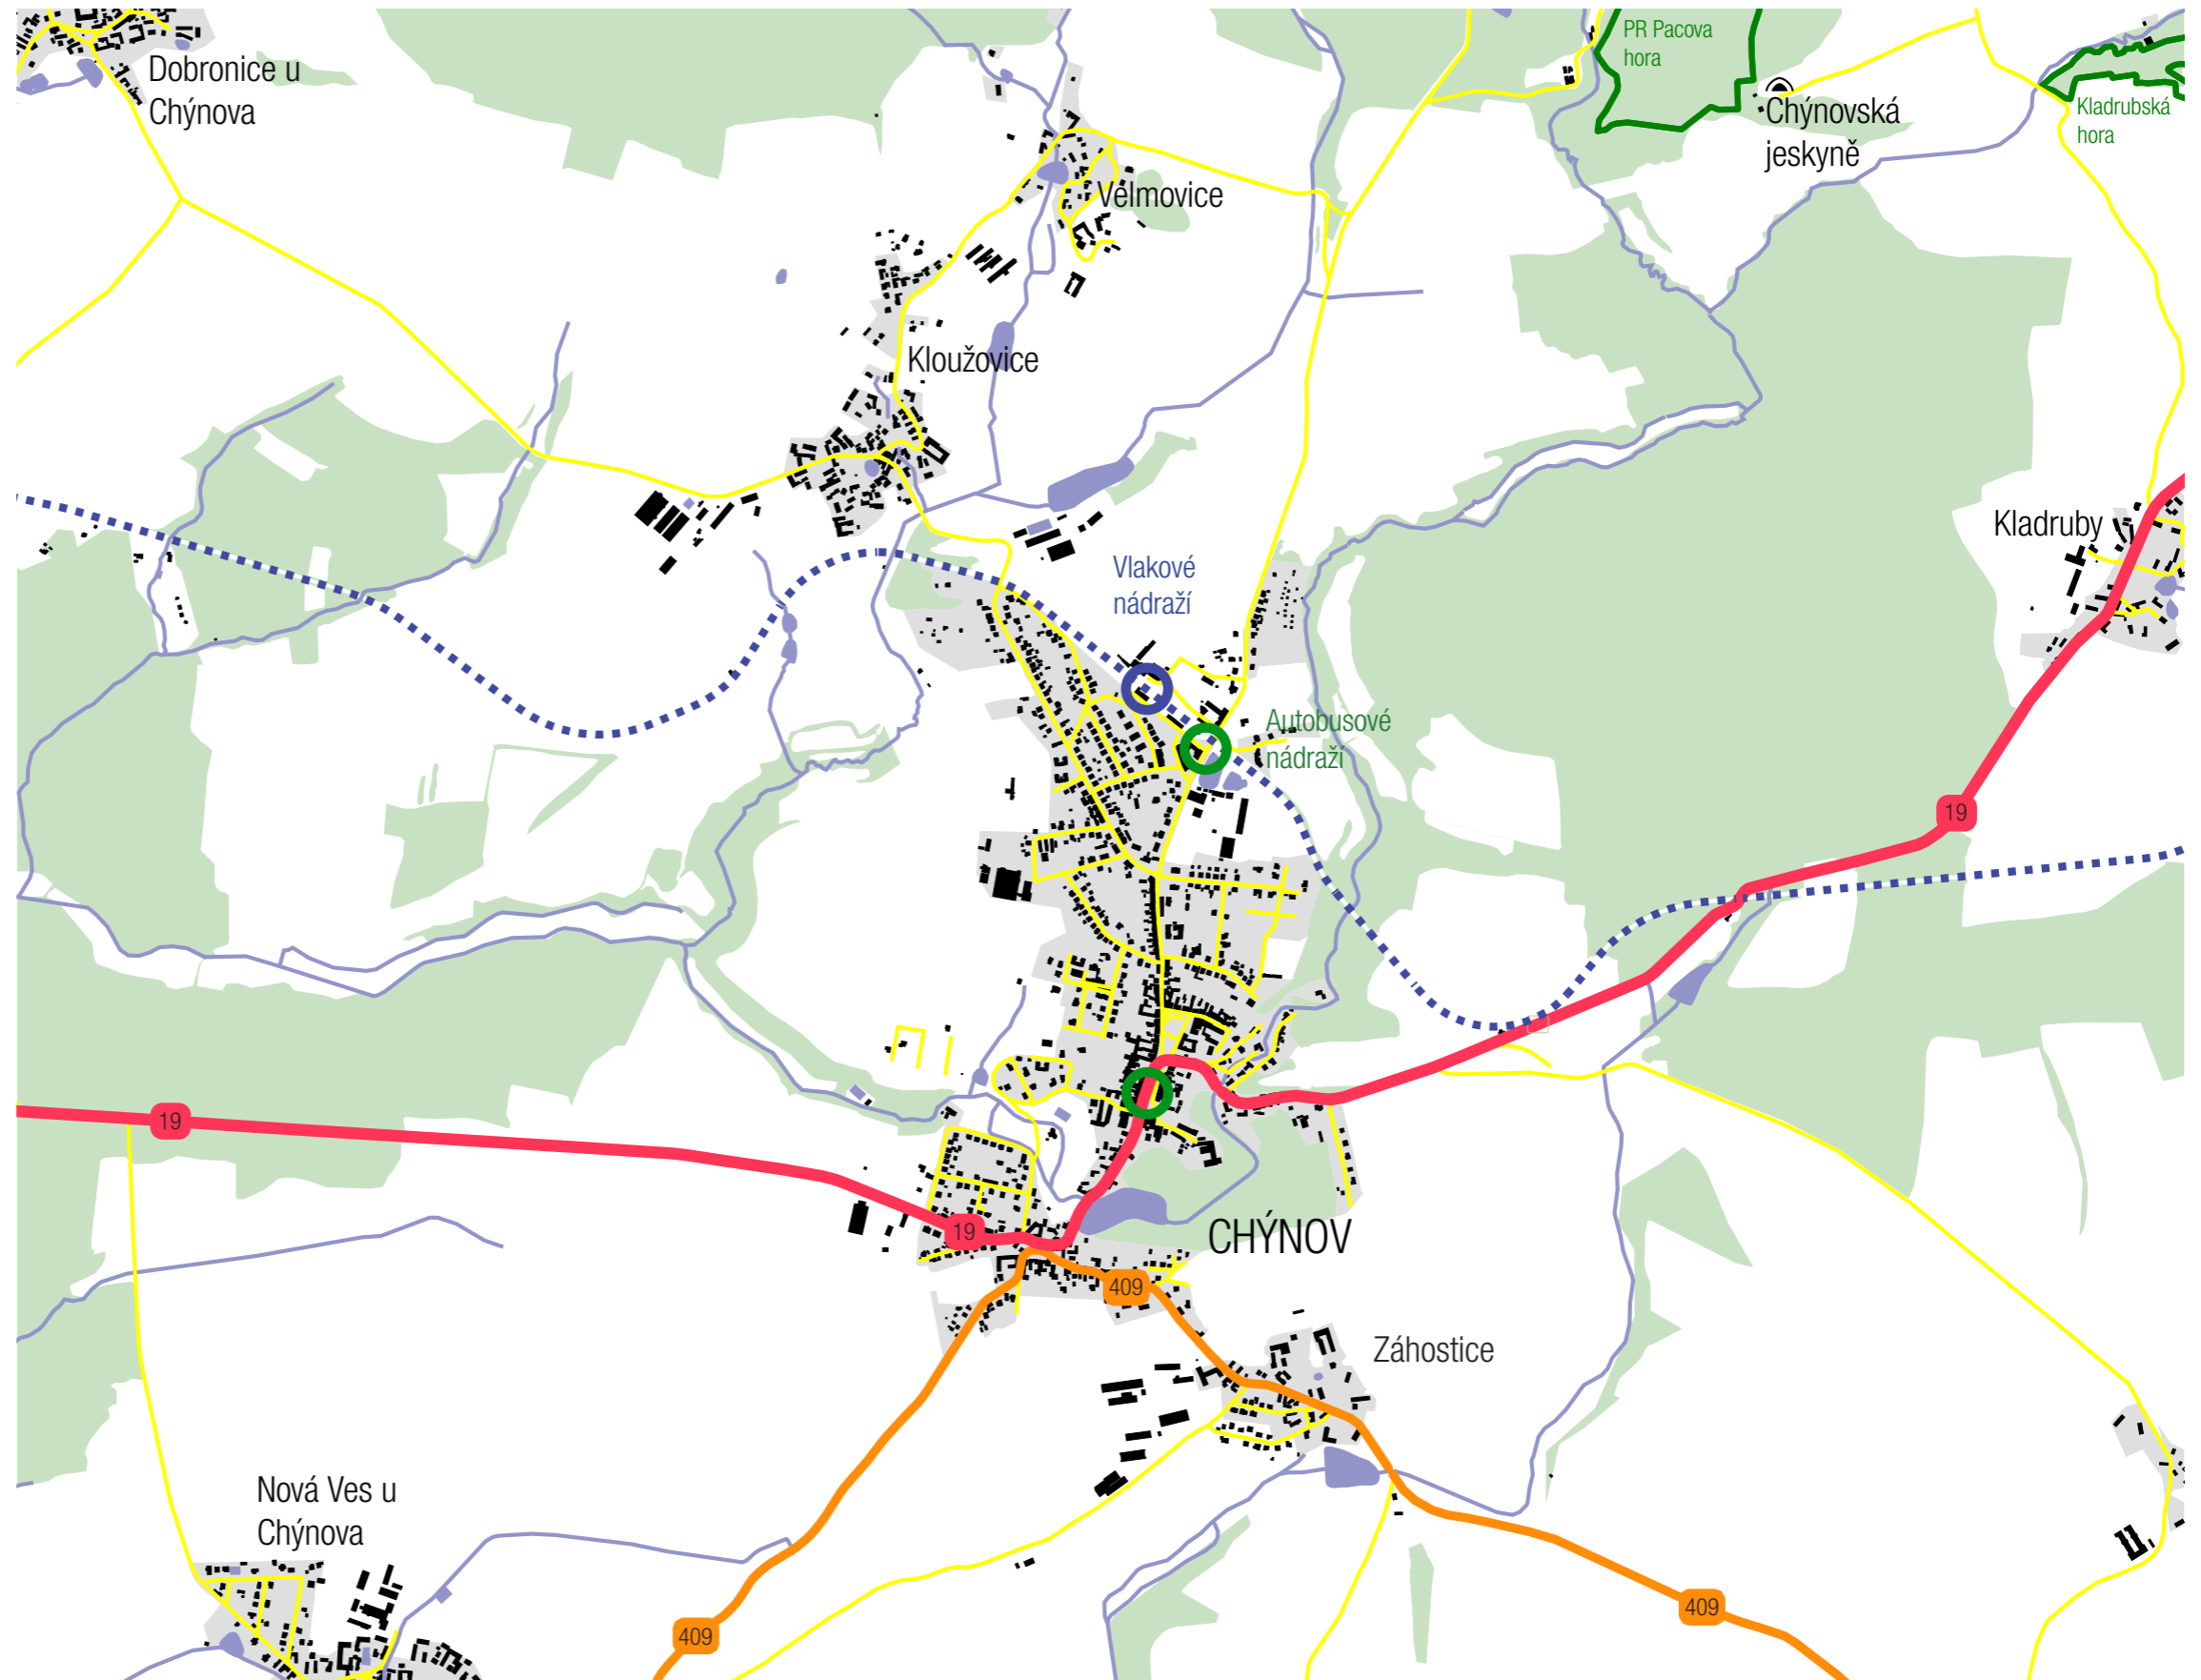 PR Pacova
hora
Dobronice u
Chýnova
Chýnovská
jeskyně
Kladrubská
hora
Velmovice
Kloužovice
Kladruby
Vlakové
nádraží
Autobusové
nádraží
19
19
19
CHÝNOV
409
Záhostice
Nová Ves u
Chýnova
409
409